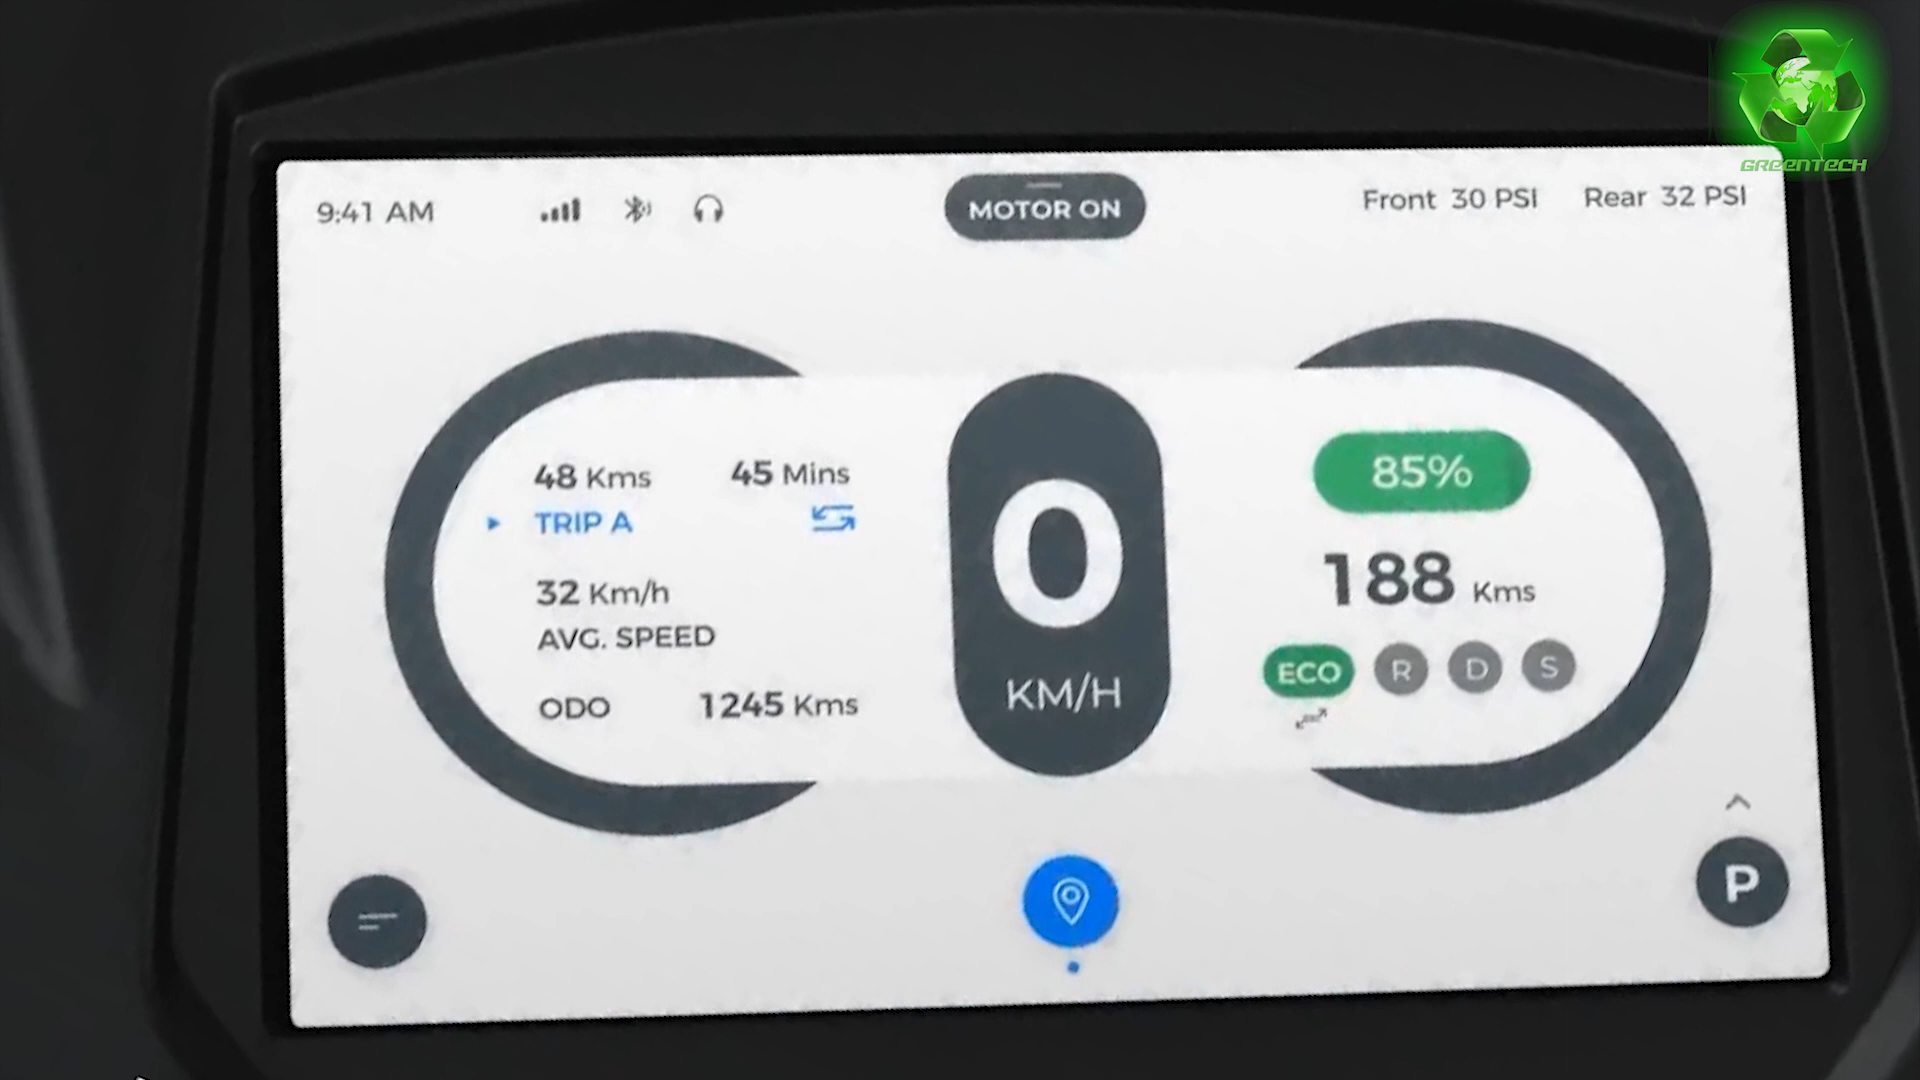 GREENTECH
9:41 AM
MOTOR ON
Front 30 PSI Rear 32 PSI
48 Kms 45 Mins
TRIP A
32 Km/h
AVG. SPEED
ODO 1245 Kms
0
KM/H
85%
188 Kms
ECO R D S
P